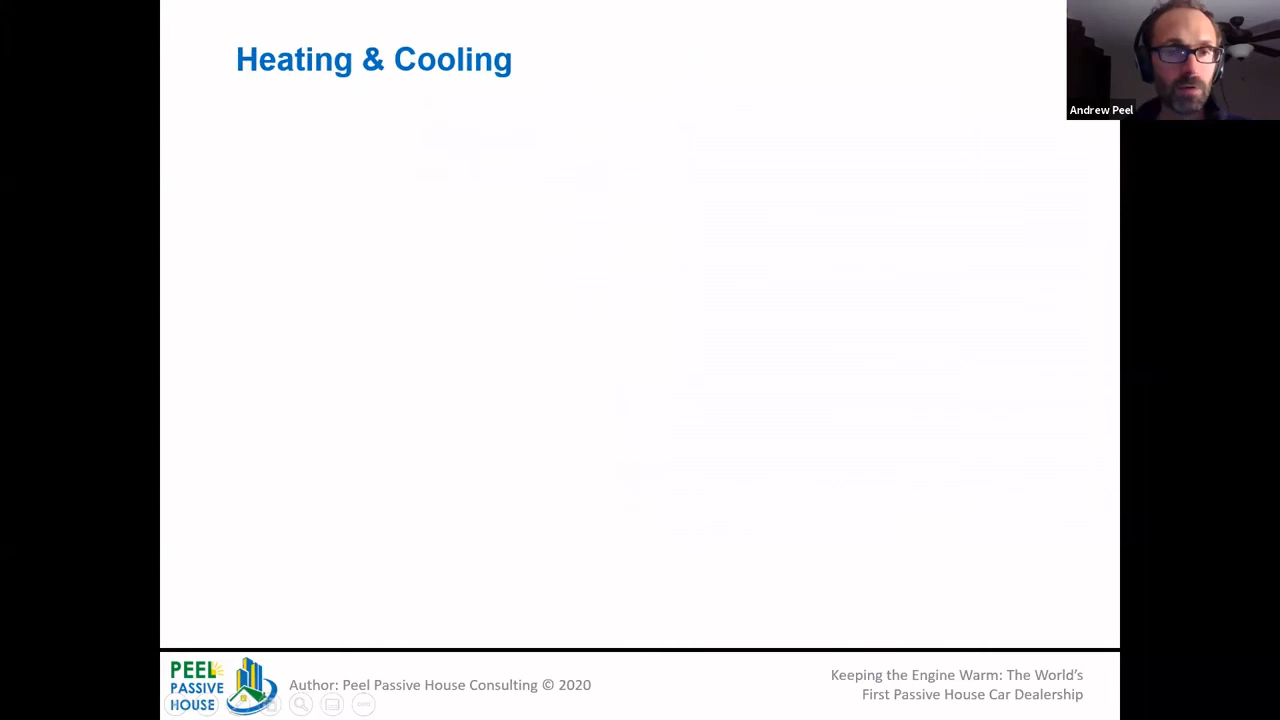 Heating & Cooling
Andrew Peel
PEEL
PASSIVE
HOUSE
Author: Peel Passive House Consulting © 2020
Keeping the Engine Warm: The World's
First Passive House Car Dealership